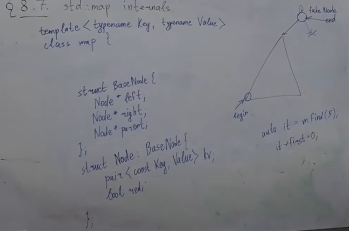 Q 8.7. std::map internals
template < typename Key, typename Value >
class map {
struct BaseNode {
Node* left;
Node* right;
Node* parent;
};
struct Node: BaseNode {
pair < const Key, Value > kv;
bool red;
};
fakeNode
end
begin
auto it = m.find(5);
it->first = 0;